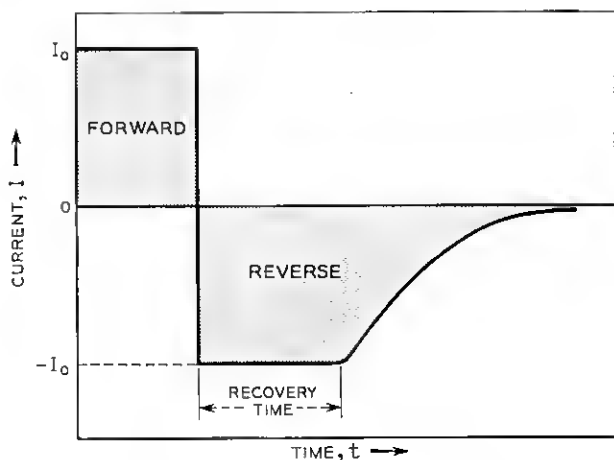 I₀
FORWARD
0
CURRENT, I
REVERSE
-I₀
RECOVERY
TIME
TIME, t